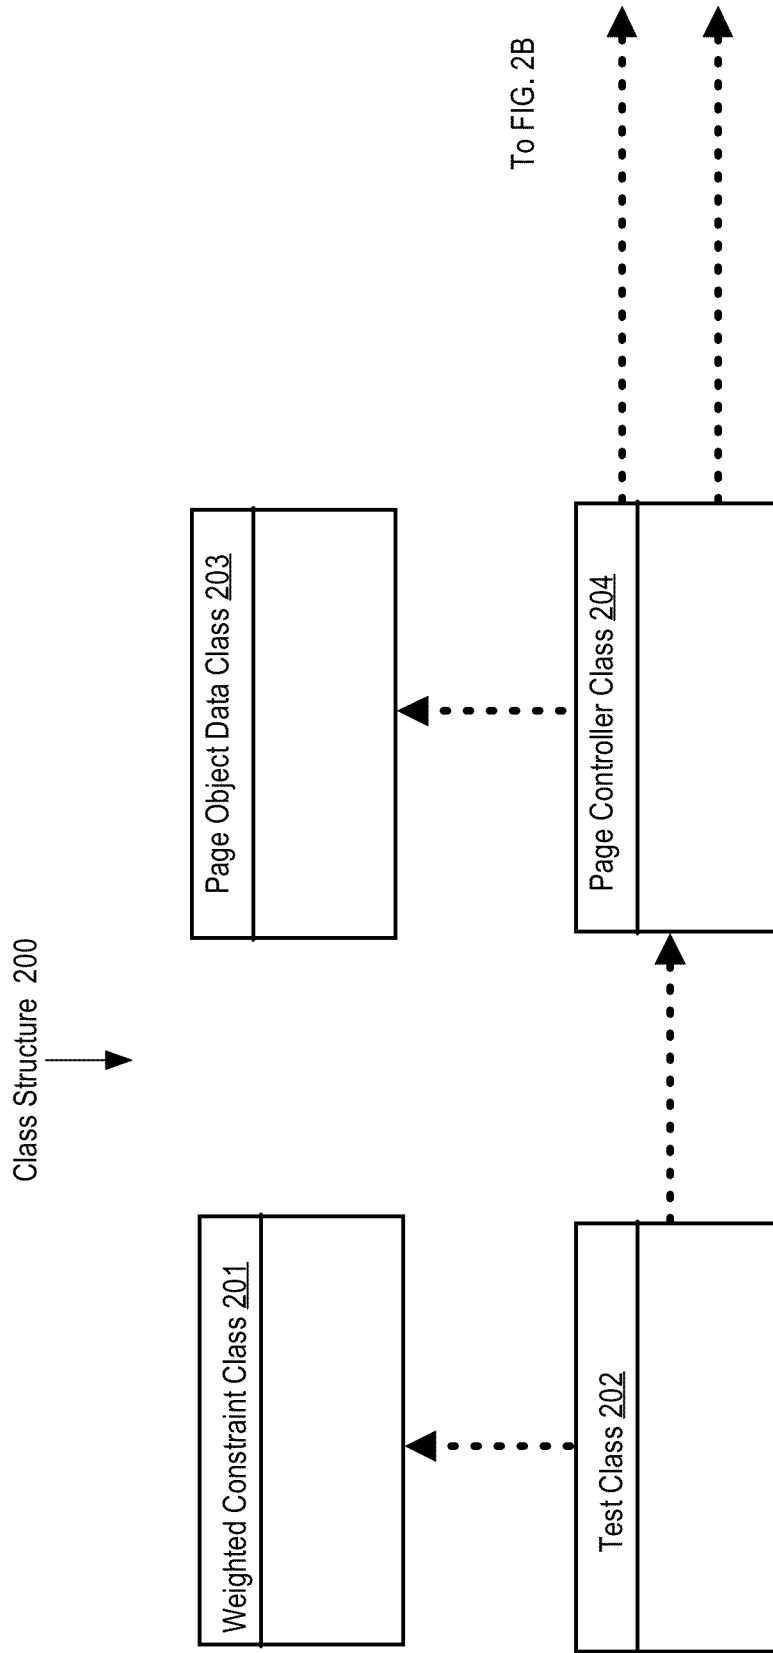 Class Structure 200
Weighted Constraint Class 201
Page Object Data Class 203
Test Class 202
Page Controller Class 204
To FIG. 2B